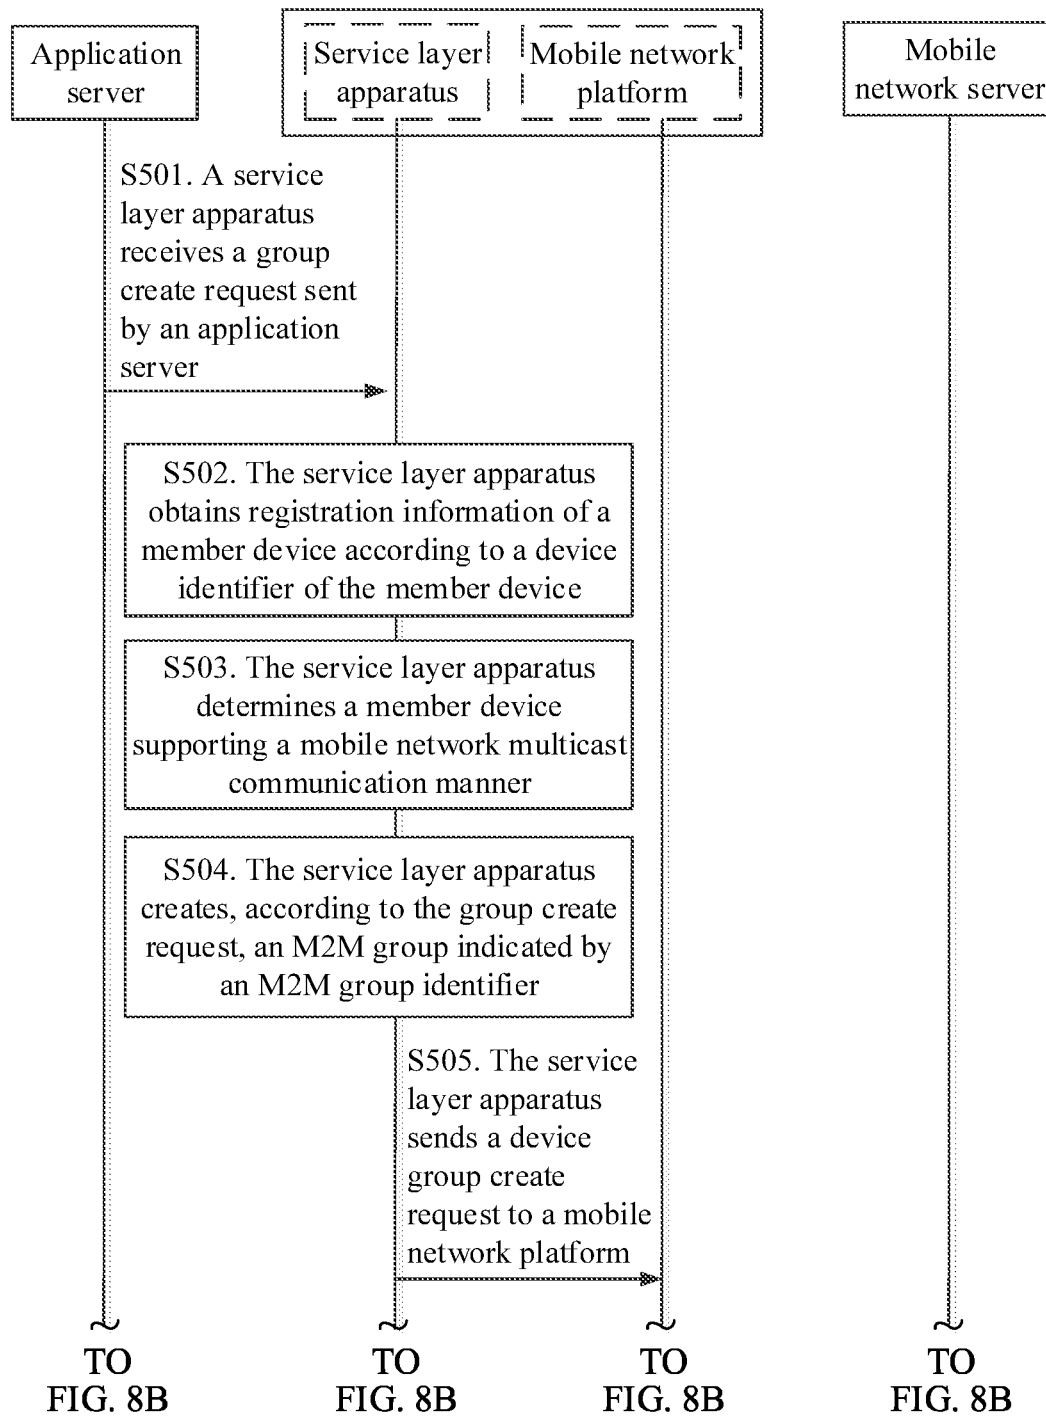 Application
server
Service layer
apparatus
Mobile network
platform
Mobile
network server
S501. A service
layer apparatus
receives a group
create request sent
by an application
server
S502. The service layer apparatus
obtains registration information of a
member device according to a device
identifier of the member device
S503. The service layer apparatus
determines a member device
supporting a mobile network multicast
communication manner
S504. The service layer apparatus
creates, according to the group create
request, an M2M group indicated by
an M2M group identifier
S505. The service
layer apparatus
sends a device
group create
request to a mobile
network platform
TO
FIG. 8B
TO
FIG. 8B
TO
FIG. 8B
TO
FIG. 8B